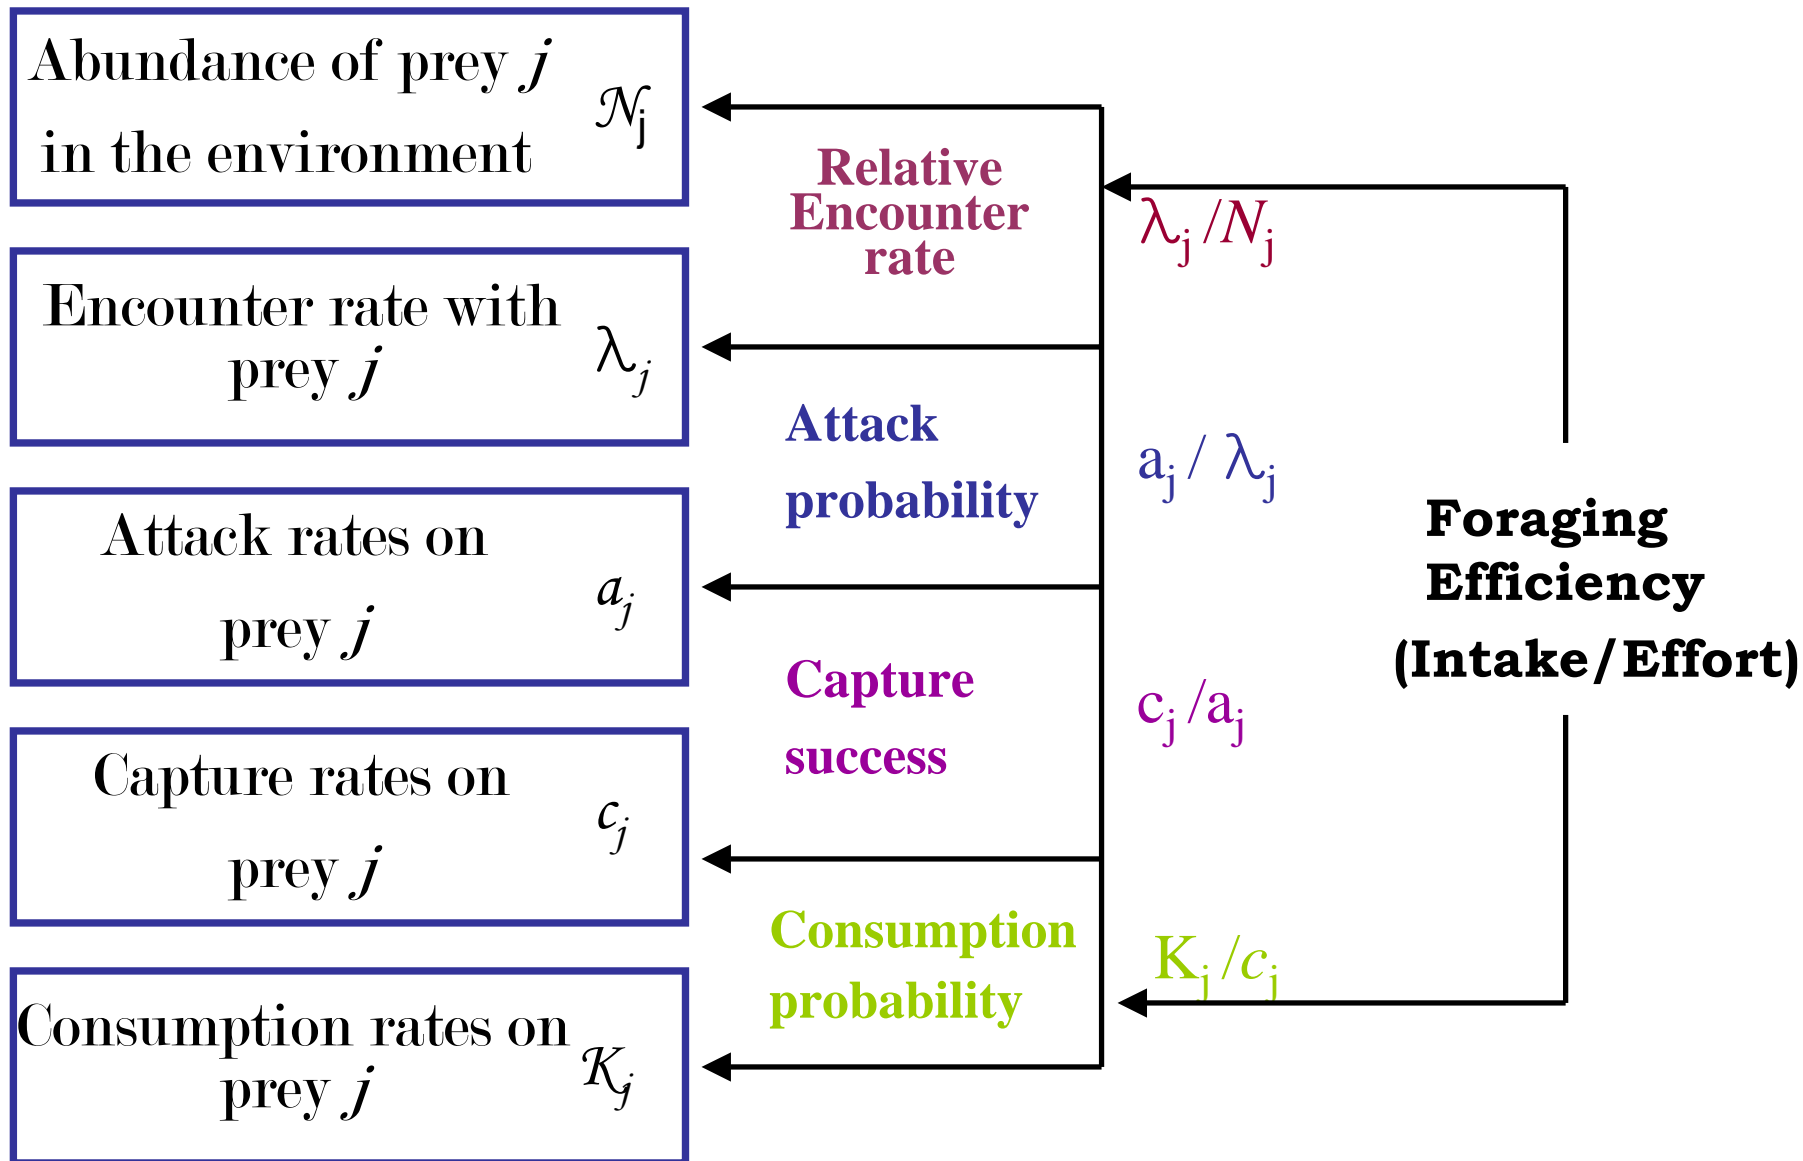 Abundance of prey j
in the environment
Nj
Encounter rate with
prey j
λj
Attack rates on
prey j
aj
Capture rates on
prey j
cj
Consumption rates on
prey j
Kj
Relative
Encounter
rate
λj/Nj
Attack
probability
aj/ λj
Capture
success
cj/aj
Consumption
probability
Kj/cj
Foraging
Efficiency
(Intake/Effort)